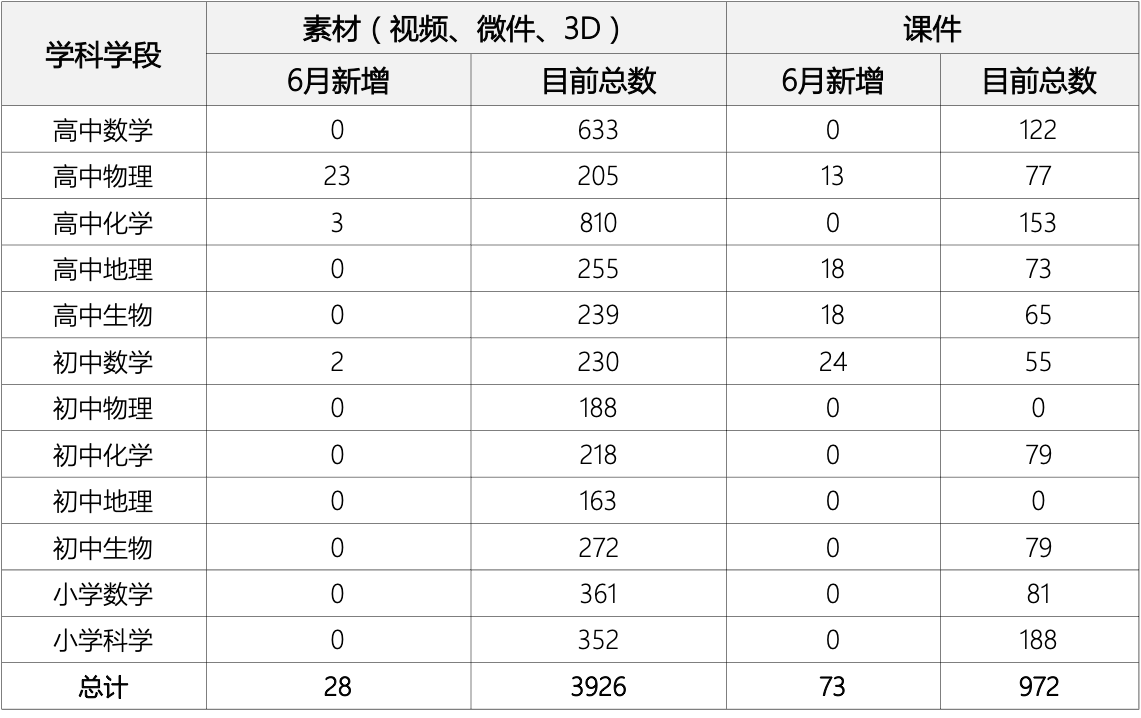 学科学段 素材（视频、微件、3D） 课件
6月新增 目前总数 6月新增 目前总数
高中数学 0 633 0 122
高中物理 23 205 13 77
高中化学 3 810 0 153
高中地理 0 255 18 73
高中生物 0 239 18 65
初中数学 2 230 24 55
初中物理 0 188 0 0
初中化学 0 218 0 79
初中地理 0 163 0 0
初中生物 0 272 0 79
小学数学 0 361 0 81
小学科学 0 352 0 188
总计 28 3926 73 972